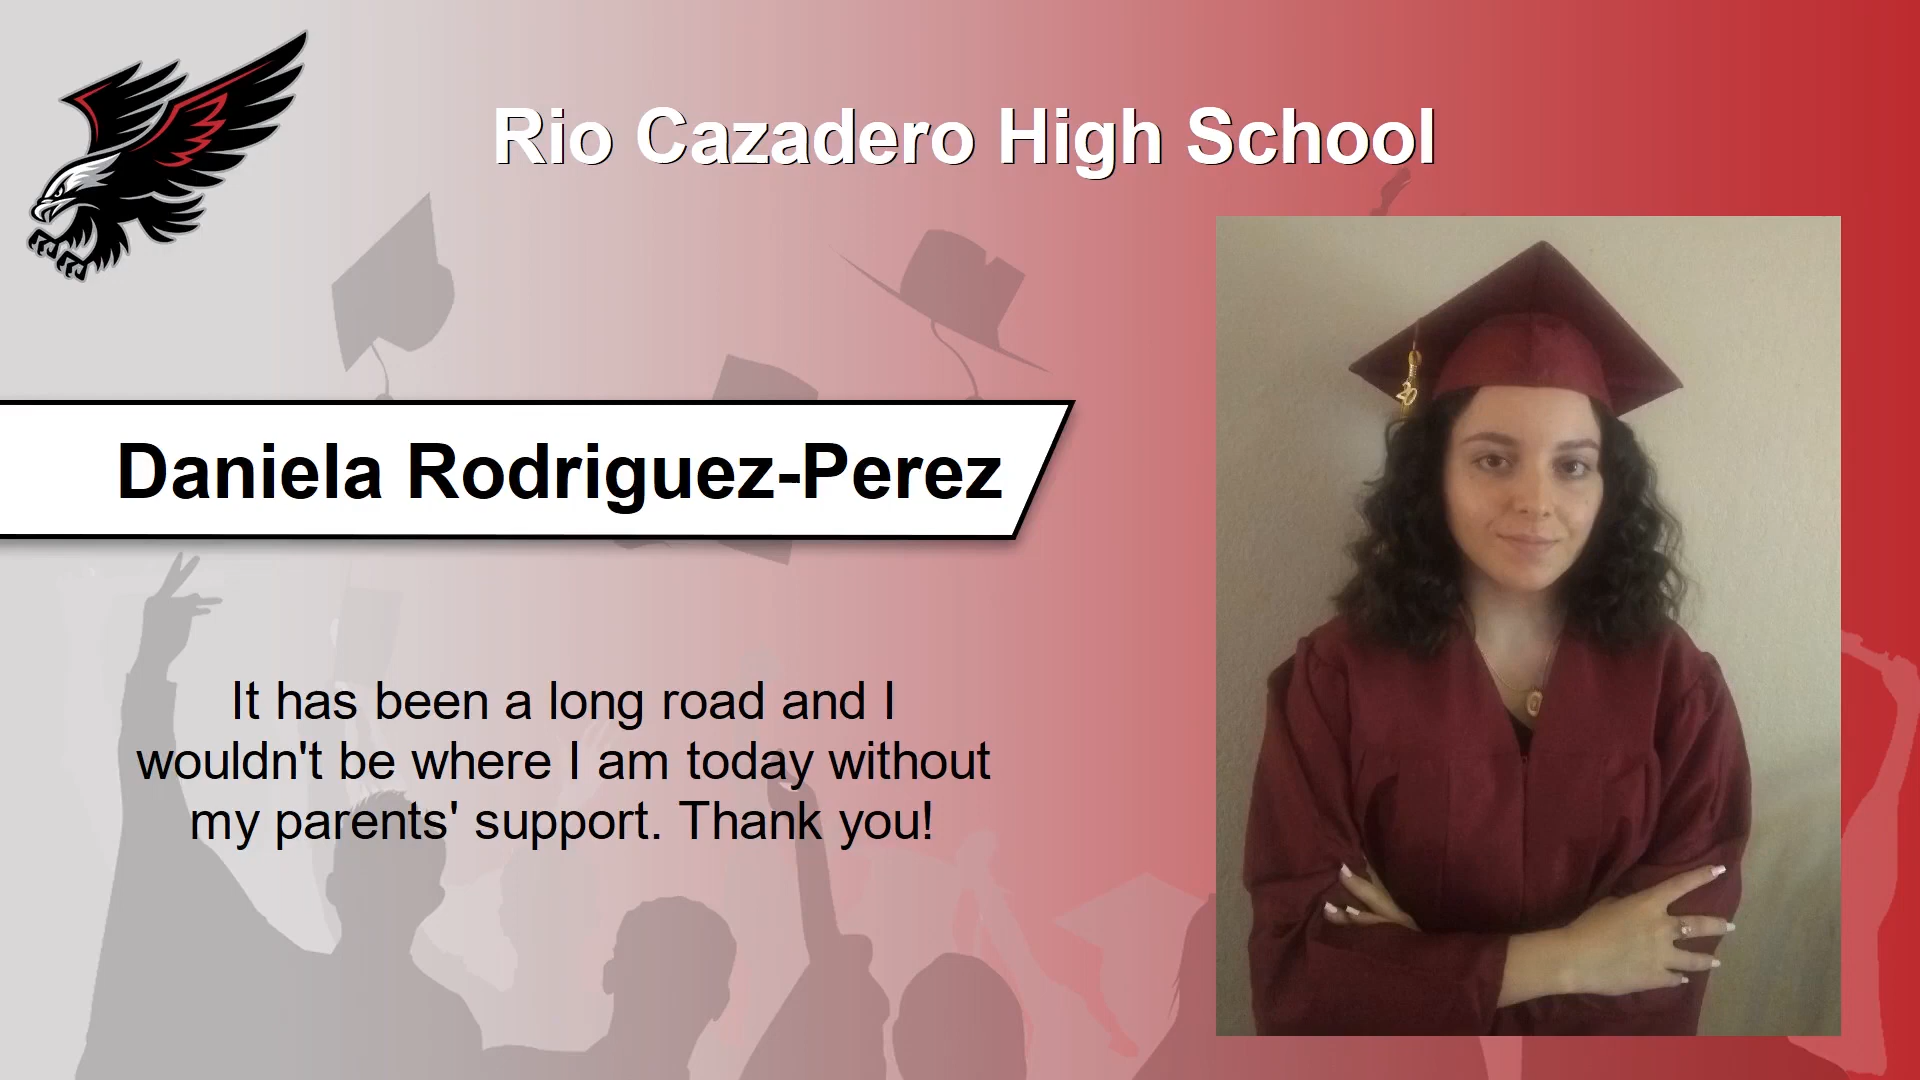 Rio Cazadero High School
Daniela Rodriguez-Perez
It has been a long road and I
wouldn't be where I am today without
my parents' support. Thank you!
20